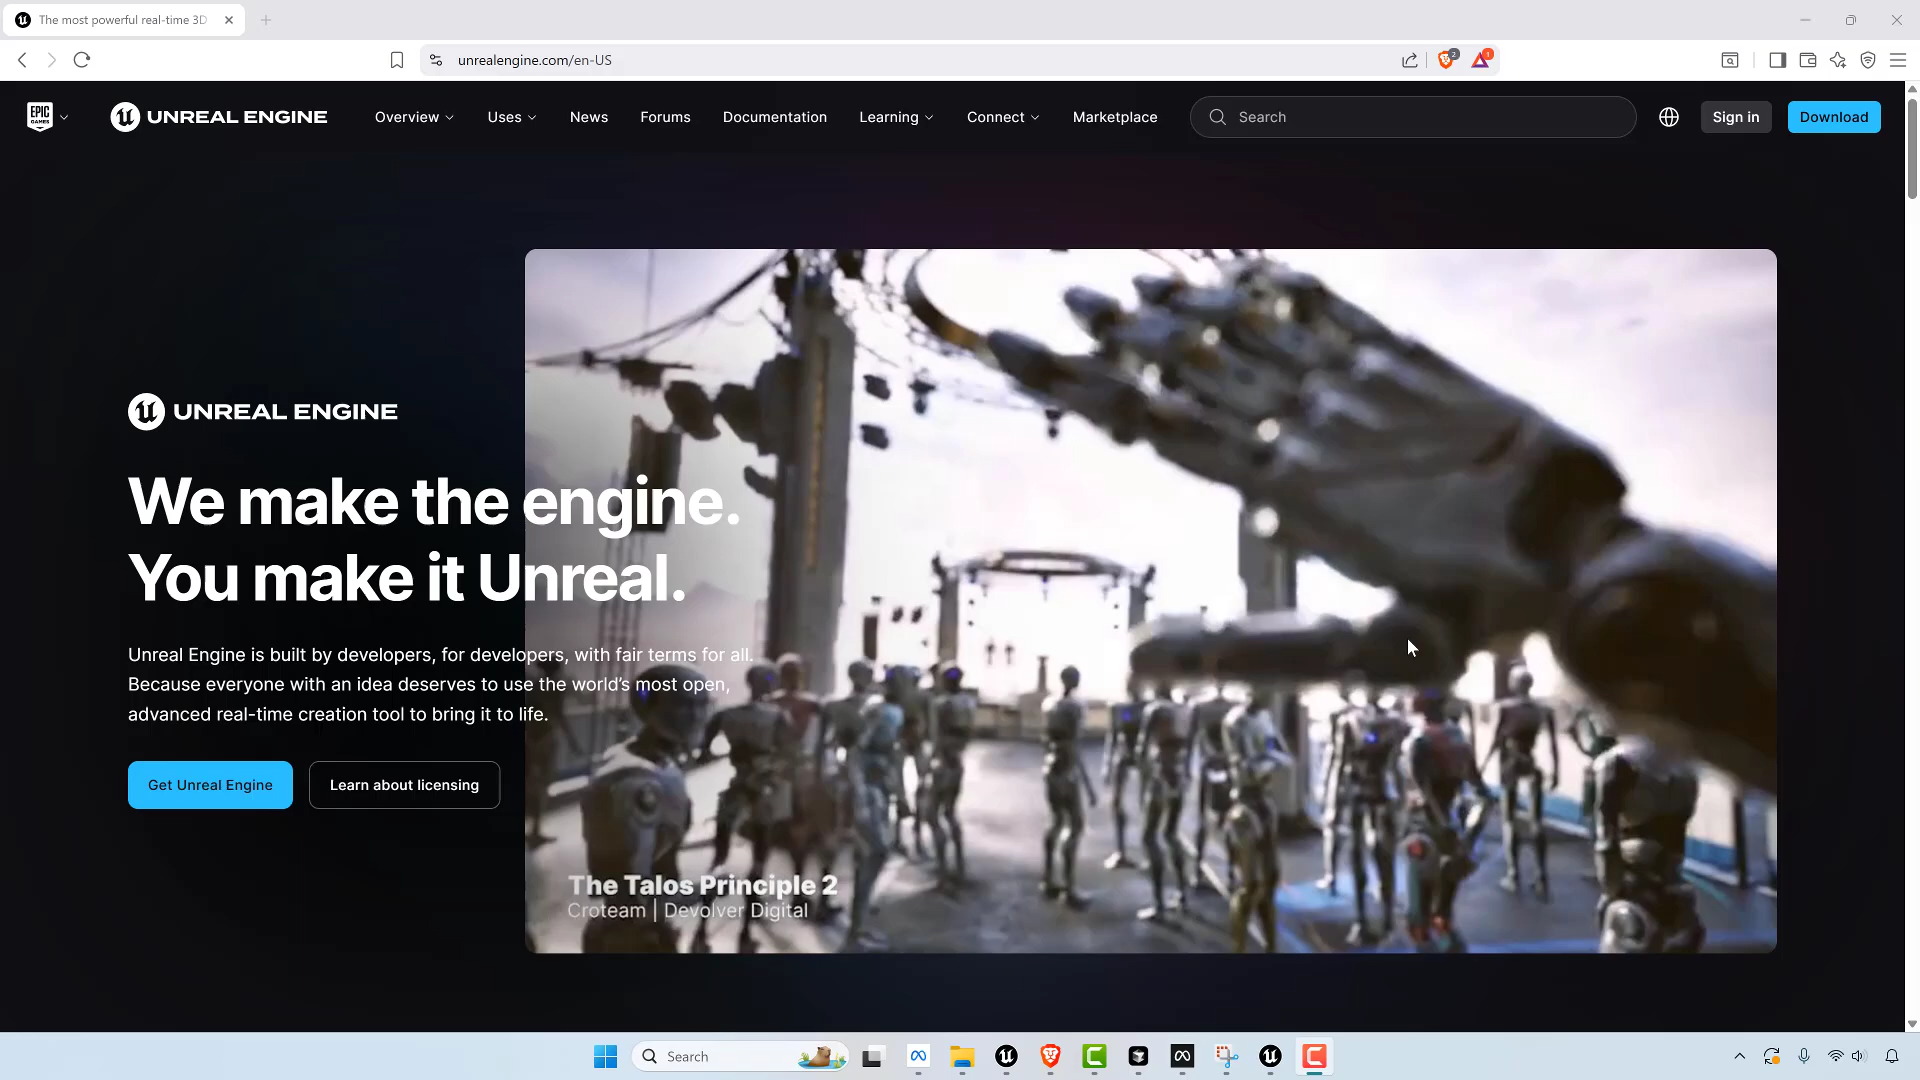 The most powerful real-time 3D
unrealengine.com/en-US
2
1
EPIC GAMES
UNREAL ENGINE
Overview
Uses
News
Forums
Documentation
Learning
Connect
Marketplace
Search
Sign in
Download
UNREAL ENGINE
We make the engine.
You make it Unreal.
Unreal Engine is built by developers, for developers, with fair terms for all.
Because everyone with an idea deserves to use the world’s most open,
advanced real-time creation tool to bring it to life.
Get Unreal Engine
Learn about licensing
The Talos Principle 2
Croteam | Devolver Digital
Search